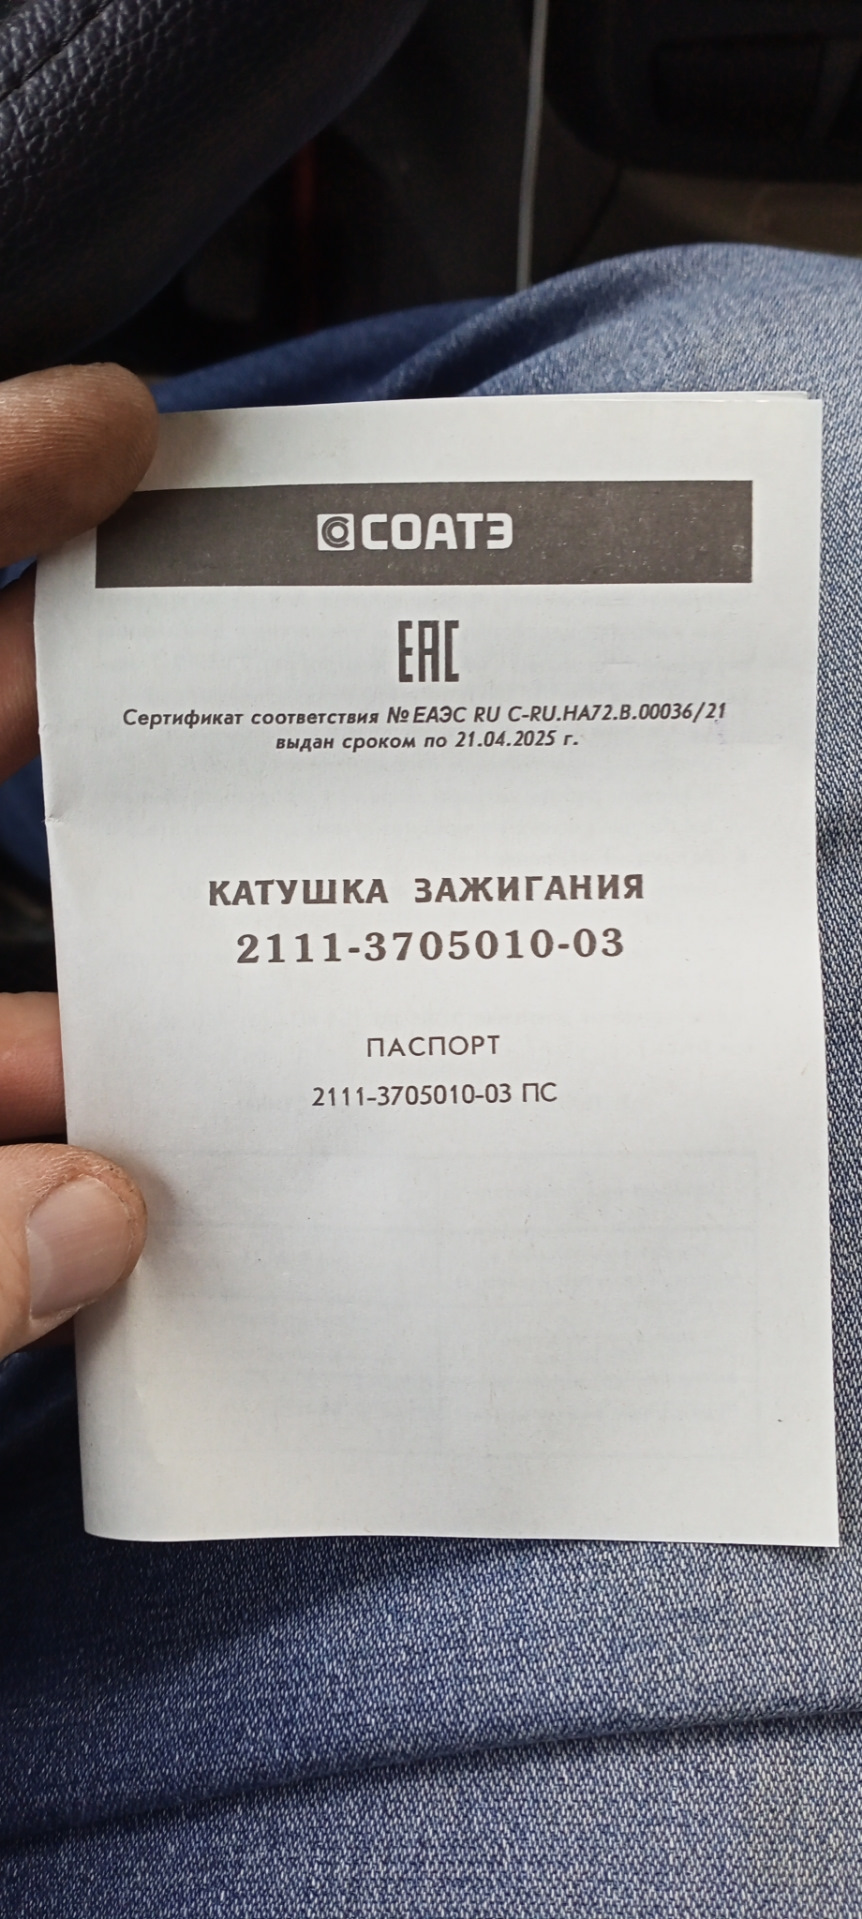 СОАТЭ
ЕАС
Сертификат соответствия № ЕАЭС RU C-RU.HA72.B.00036/21
выдан сроком по 21.04.2025 г.
КАТУШКА ЗАЖИГАНИЯ
2111-3705010-03
ПАСПОРТ
2111-3705010-03 ПС